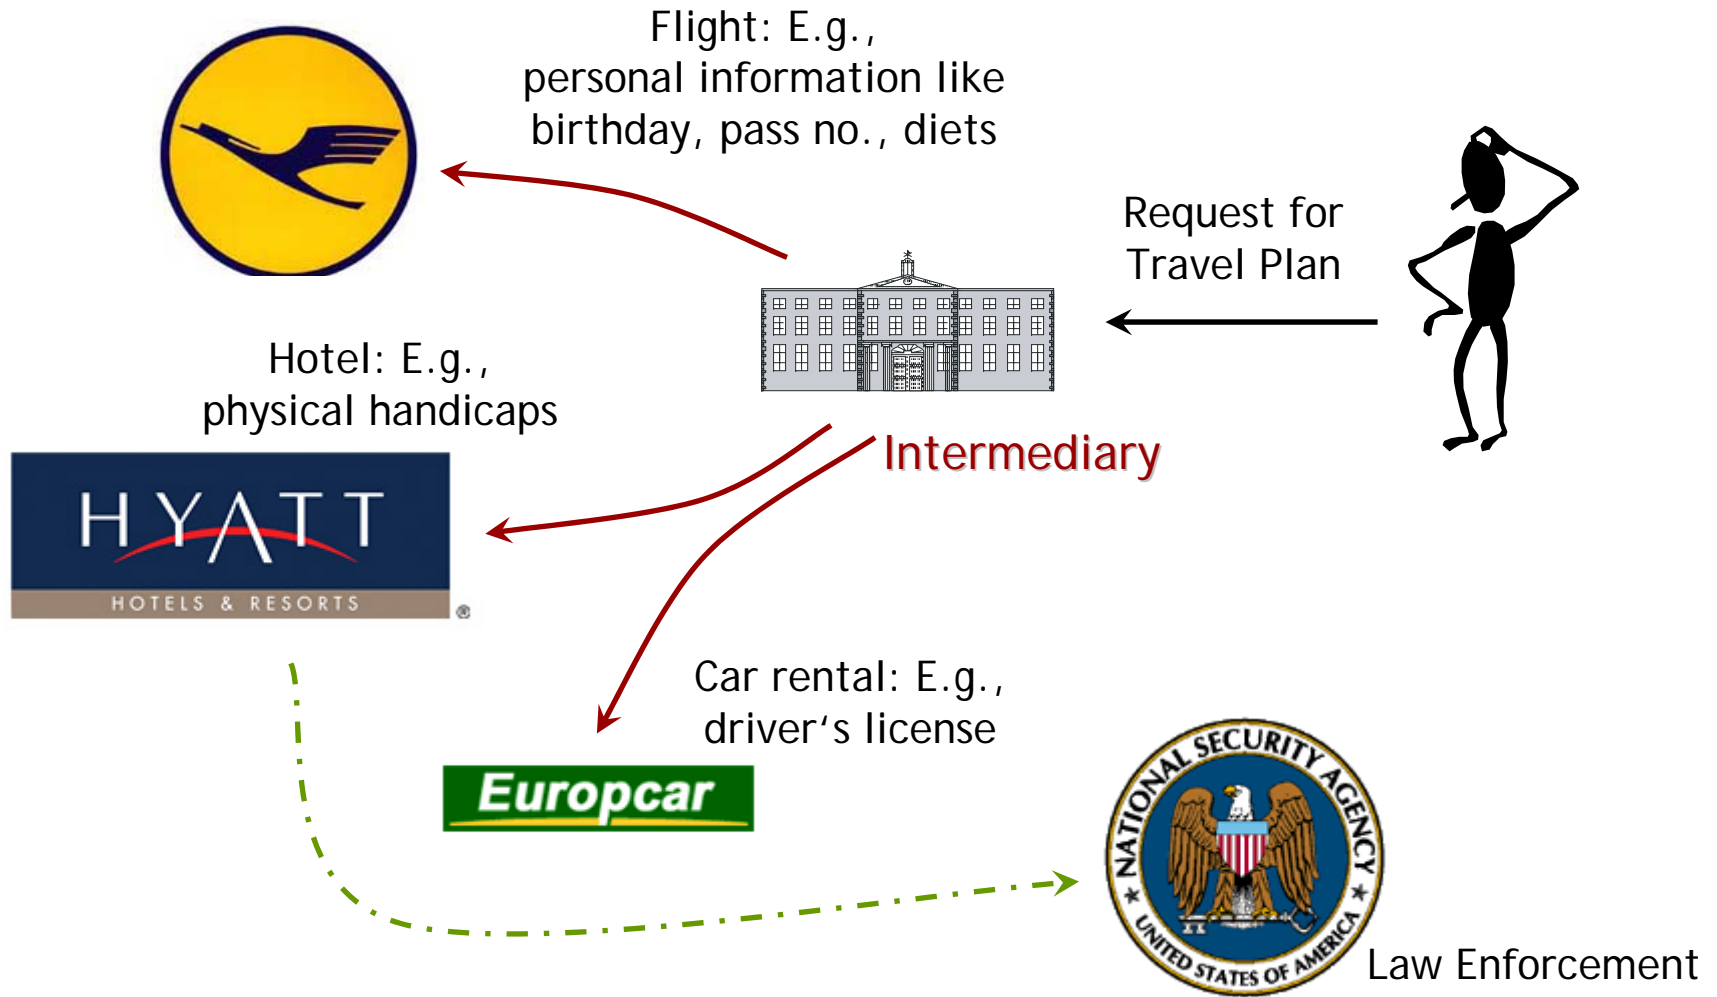 Flight: E.g.,
personal information like
birthday, pass no., diets
Request for
Travel Plan
Hotel: E.g.,
physical handicaps
Intermediary
HYATT
HOTELS & RESORTS
®
Car rental: E.g.,
driver‘s license
Europcar
NATIONAL SECURITY AGENCY
UNITED STATES OF AMERICA
Law Enforcement